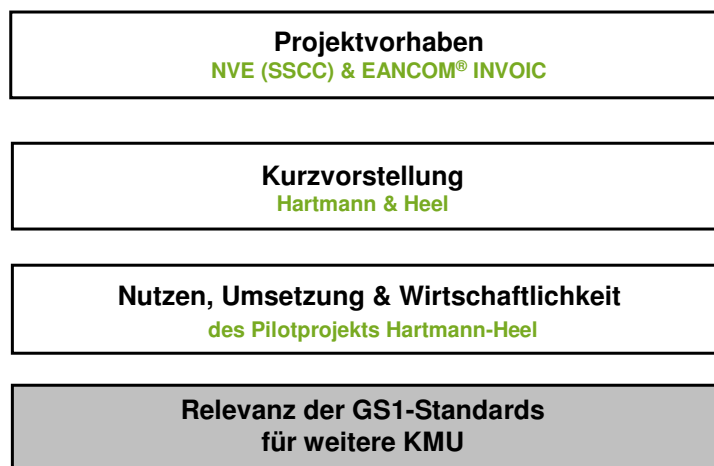 Projektvorhaben
NVE (SSCC) & EANCOM® INVOIC
Kurzvorstellung
Hartmann & Heel
Nutzen, Umsetzung & Wirtschaftlichkeit
des Pilotprojekts Hartmann-Heel
Relevanz der GS1-Standards
für weitere KMU